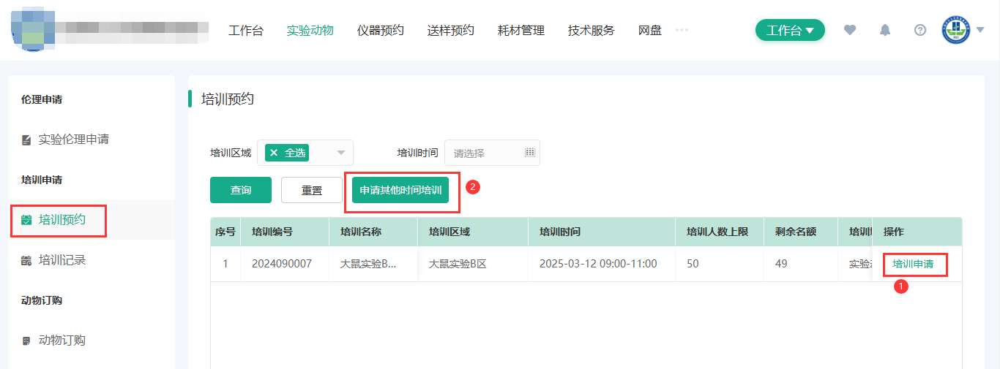 工作台 实验动物 仪器预约 送样预约 耗材管理 技术服务 网盘 ··· 工作台
伦理申请
实验伦理申请
培训申请
培训预约
培训记录
动物订购
动物订购
培训预约
培训区域 × 全选 培训时间 请选择
查询 重置 申请其他时间培训 2
序号 培训编号 培训名称 培训区域 培训时间 培训人数上限 剩余名额 培训 操作
1 2024090007 大鼠实验B... 大鼠实验B区 2025-03-12 09:00-11:00 50 49 实验 培训申请
1